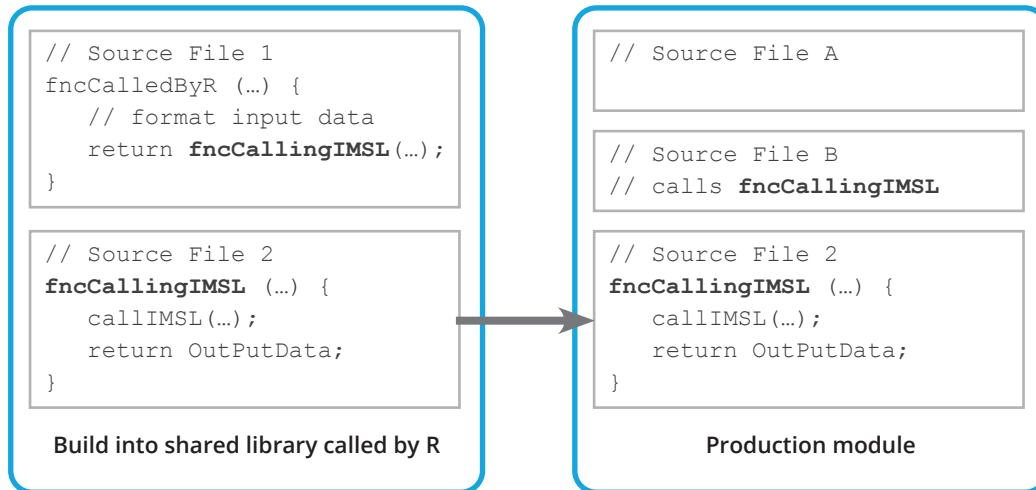 // Source File 1
fncCalledByR (…) {
// format input data
return fncCallingIMSL(…);
}
// Source File 2
fncCallingIMSL (…) {
callIMSL(…);
return OutPutData;
}
Build into shared library called by R
// Source File A
// Source File B
// calls fncCallingIMSL
// Source File 2
fncCallingIMSL (…) {
callIMSL(…);
return OutPutData;
}
Production module